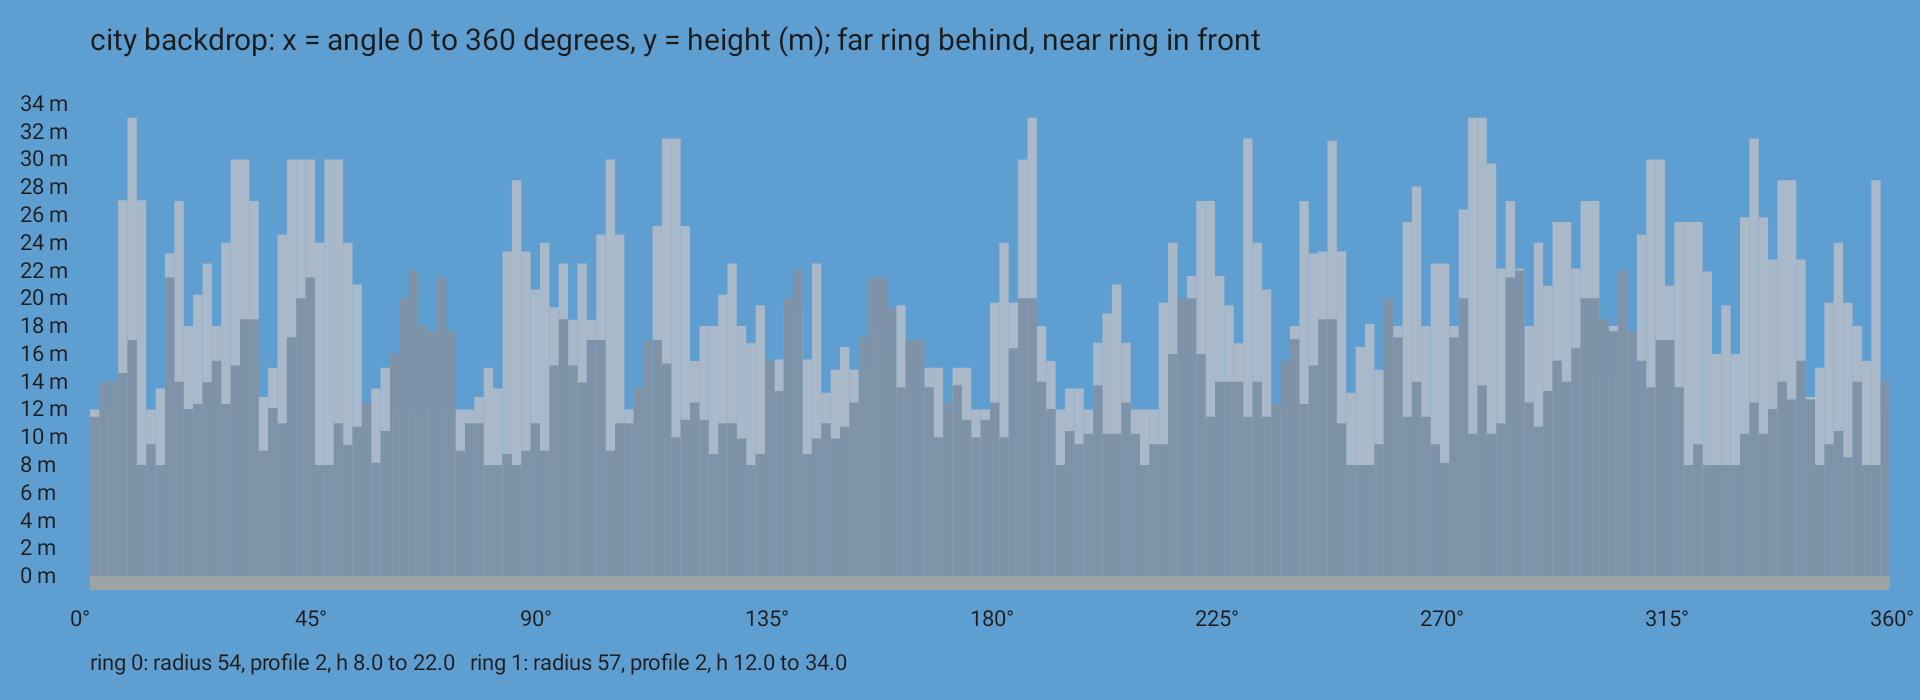 city backdrop: x = angle 0 to 360 degrees, y = height (m); far ring behind, near ring in front
34 m
32 m
30 m
28 m
26 m
24 m
22 m
20 m
18 m
16 m
14 m
12 m
10 m
8 m
6 m
4 m
2 m
0 m
0° 45° 90° 135° 180° 225° 270° 315° 360°
ring 0: radius 54, profile 2, h 8.0 to 22.0 ring 1: radius 57, profile 2, h 12.0 to 34.0